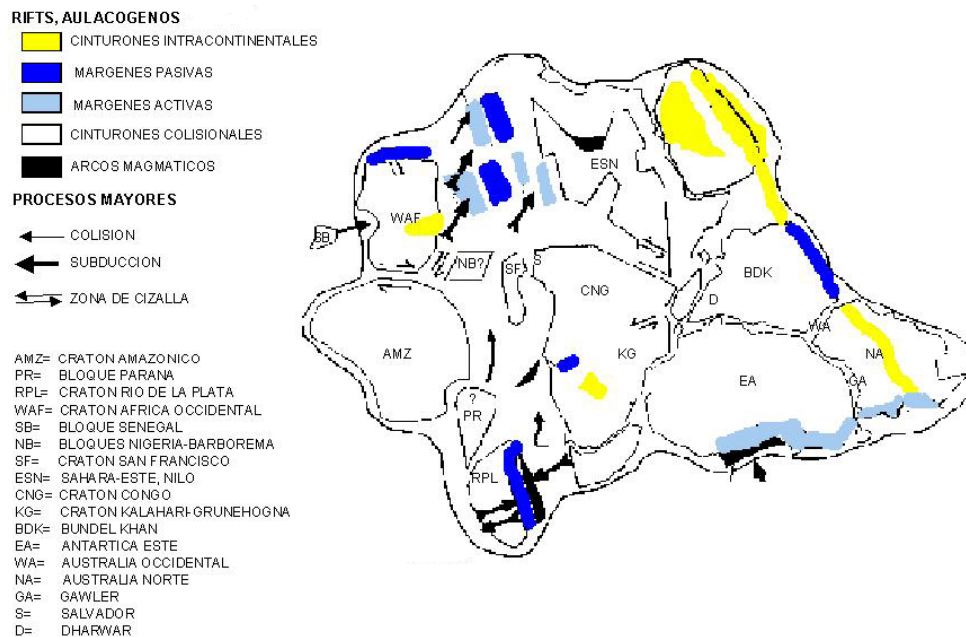 RIFTS, AULACOGENOS
CINTURONES INTRACONTINENTALES
MARGENES PASIVAS
MARGENES ACTIVAS
CINTURONES COLISIONALES
ARCOS MAGMATICOS
PROCESOS MAYORES
COLISION
SUBDUCCION
ZONA DE CIZALLA
AMZ= CRATON AMAZONICO
PR= BLOQUE PARANA
RPL= CRATON RIO DE LA PLATA
WAF= CRATON AFRICA OCCIDENTAL
SB= BLOQUE SENEGAL
NB= BLOQUES NIGERIA-BARBOREMA
SF= CRATON SAN FRANCISCO
ESN= SAHARA-ESTE, NILO
CNG= CRATON CONGO
KG= CRATON KALAHARI-GRUNEHOGNA
BDK= BUNDEL KHAN
EA= ANTARTICA ESTE
WA= AUSTRALIA OCCIDENTAL
NA= AUSTRALIA NORTE
GA= GAWLER
S= SALVADOR
D= DHARWAR
ESN
WAF
SB
NB?
SF
S
CNG
BDK
D
WA
AMZ
KG
NA
EA
GA
?
PR
RPL